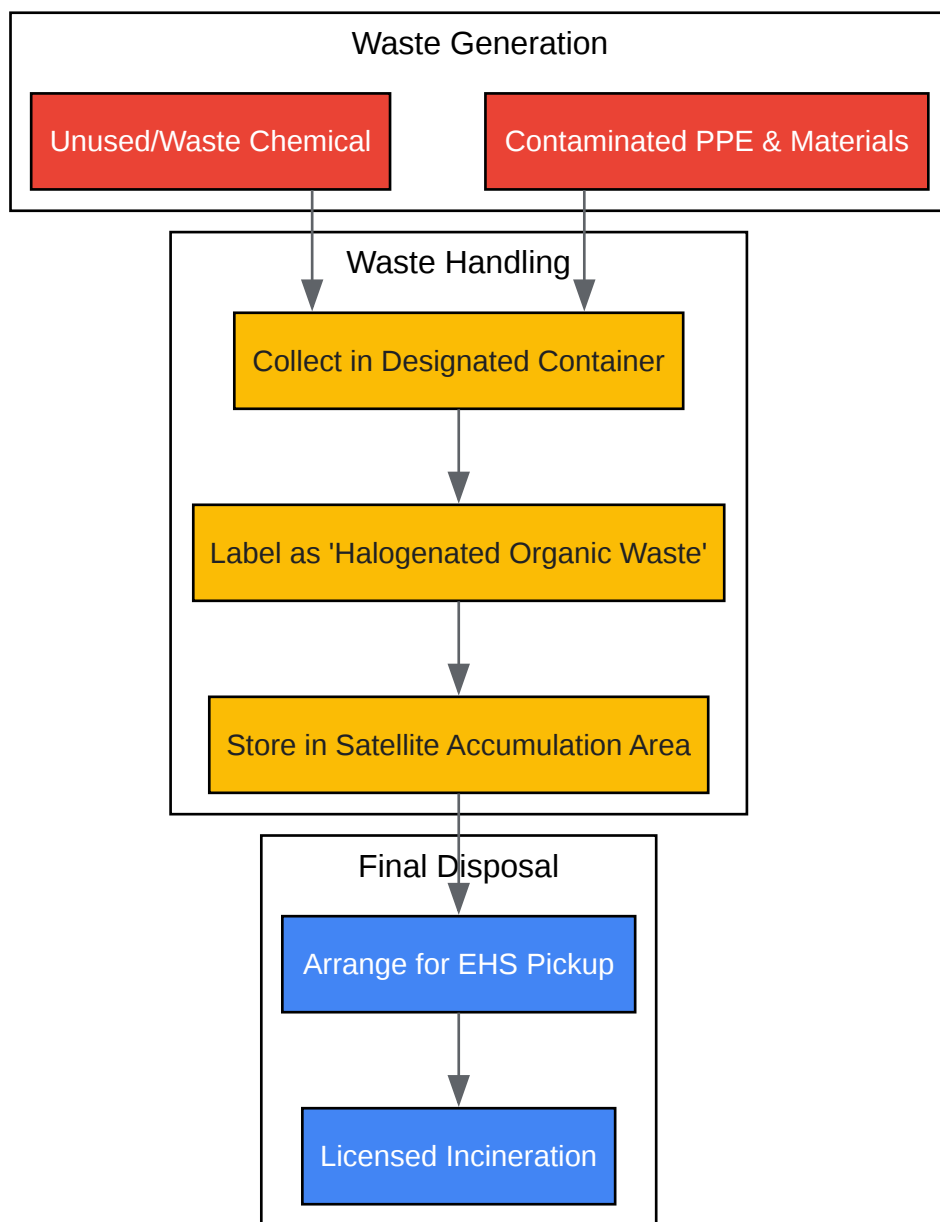 Waste Generation
Unused/Waste Chemical
Contaminated PPE & Materials
Waste Handling
Collect in Designated Container
Label as 'Halogenated Organic Waste'
Store in Satellite Accumulation Area
Final Disposal
Arrange for EHS Pickup
Licensed Incineration